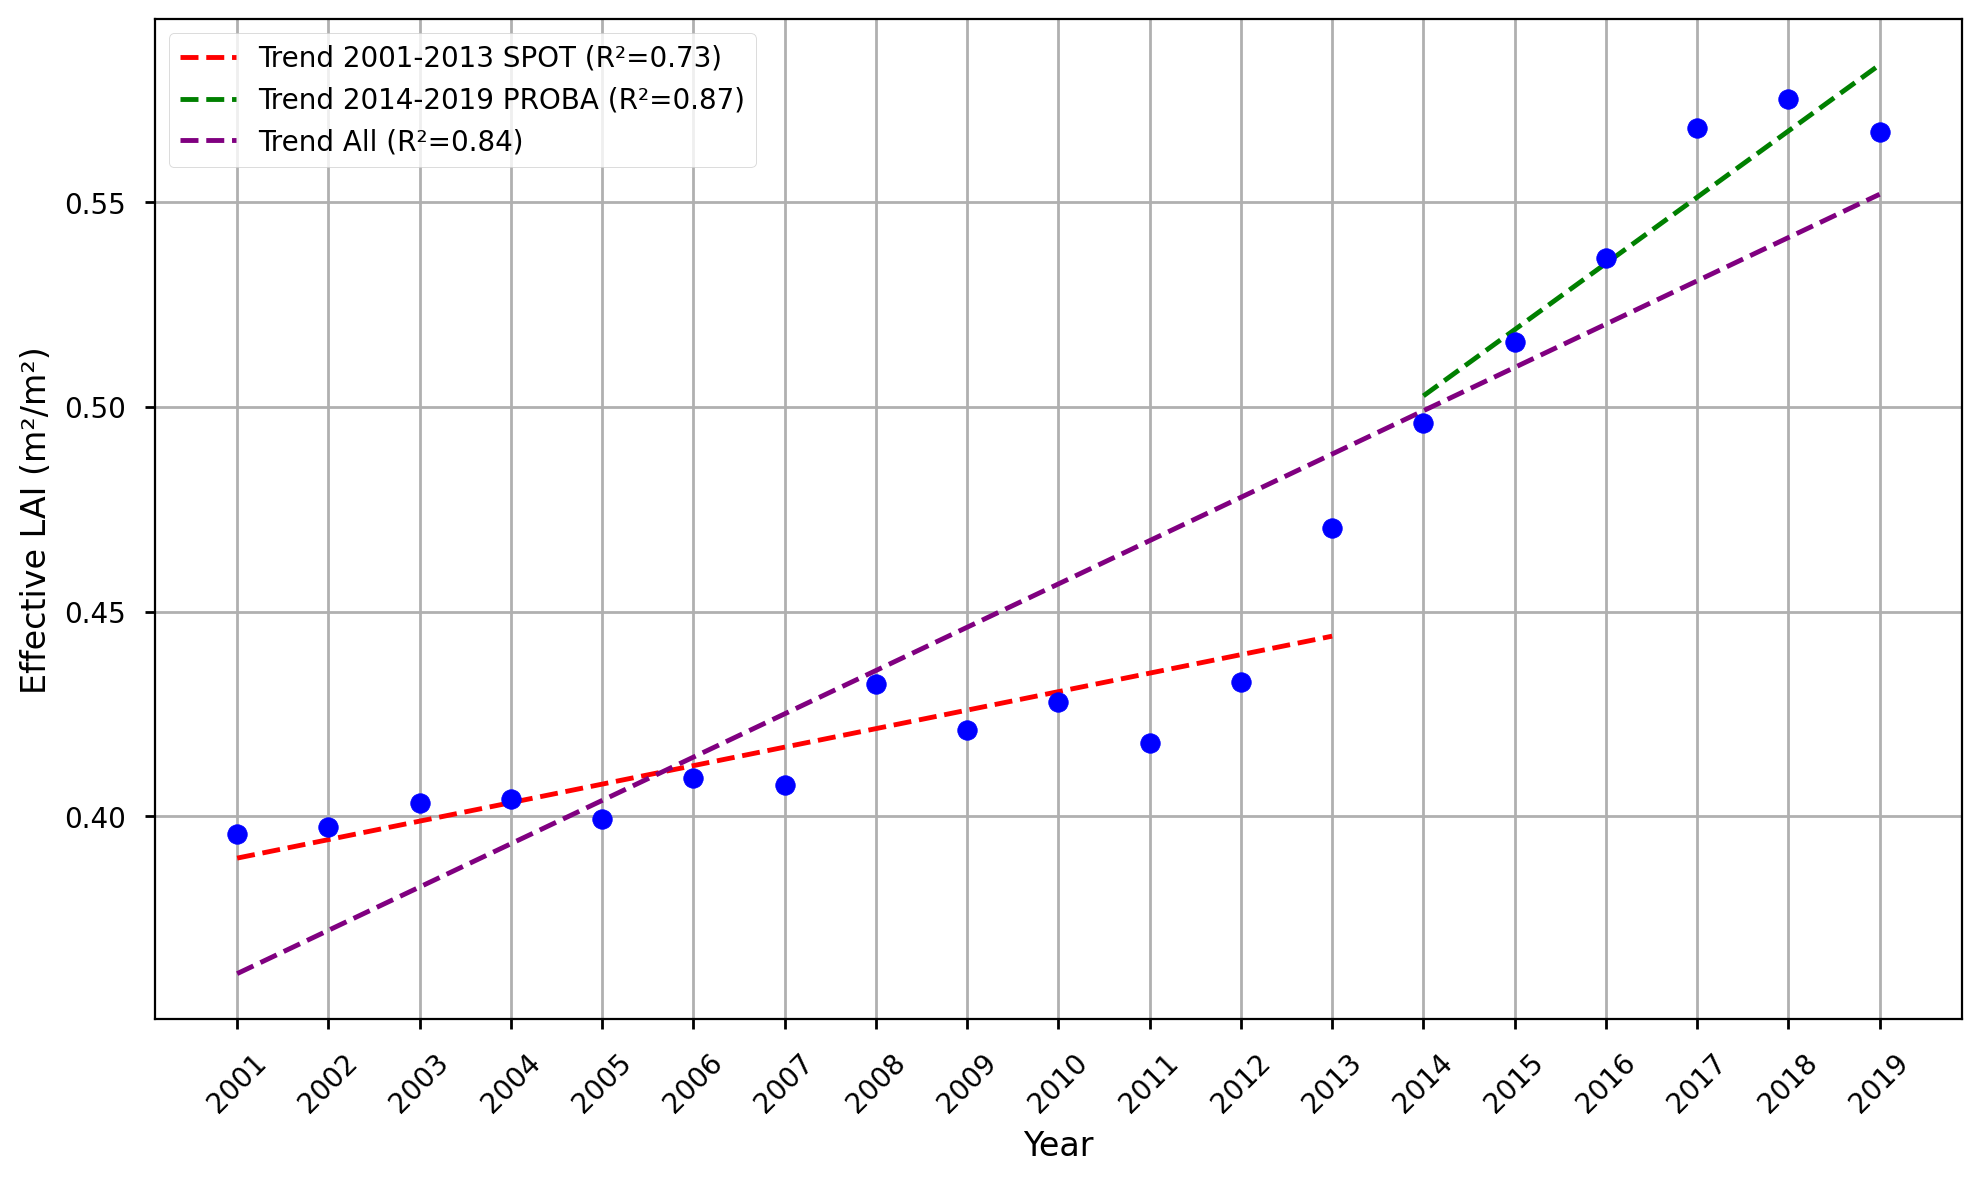 Trend 2001-2013 SPOT (R²=0.73)
Trend 2014-2019 PROBA (R²=0.87)
Trend All (R²=0.84)
0.55
0.50
0.45
0.40
Effective LAI (m²/m²)
2001 2002 2003 2004 2005 2006 2007 2008 2009 2010 2011 2012 2013 2014 2015 2016 2017 2018 2019
Year